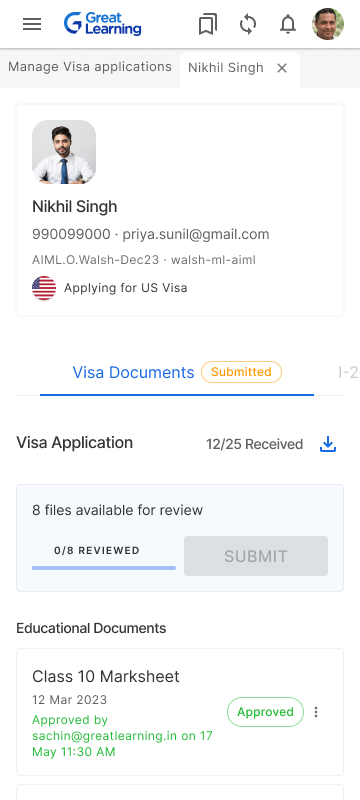 Great
Learning
Manage Visa applications
Nikhil Singh
Nikhil Singh
990099000 · priya.sunil@gmail.com
AIML.O.Walsh-Dec23 · walsh-ml-aiml
Applying for US Visa
Visa Documents Submitted
I-2
Visa Application 12/25 Received
8 files available for review
0/8 REVIEWED
SUBMIT
Educational Documents
Class 10 Marksheet
12 Mar 2023
Approved by
sachin@greatlearning.in on 17
May 11:30 AM
Approved